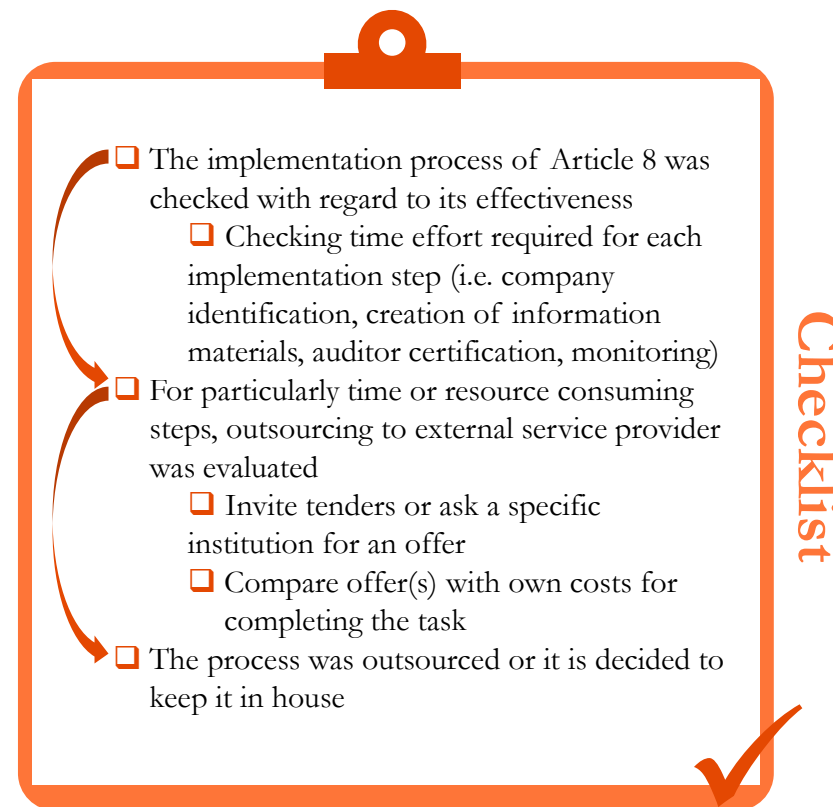 ❑ The implementation process of Article 8 was
checked with regard to its effectiveness
❑ Checking time effort required for each
implementation step (i.e. company
identification, creation of information
materials, auditor certification, monitoring)
❑ For particularly time or resource consuming
steps, outsourcing to external service provider
was evaluated
❑ Invite tenders or ask a specific
institution for an offer
❑ Compare offer(s) with own costs for
completing the task
❑ The process was outsourced or it is decided to
keep it in house
Checklist